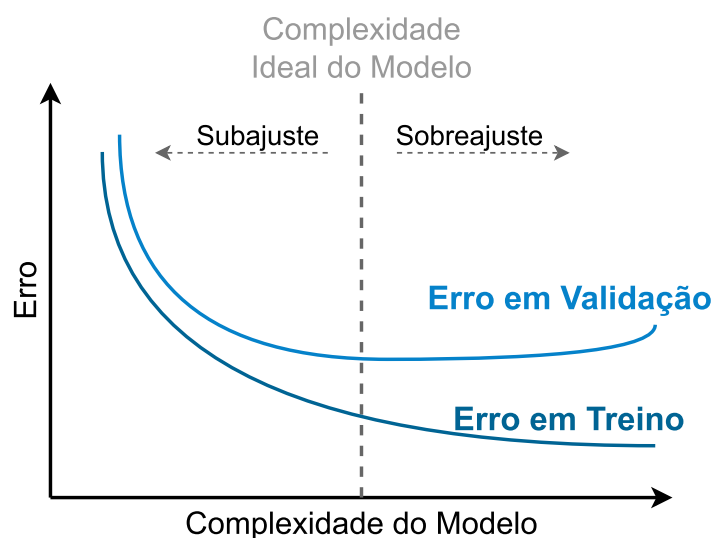 Complexidade
Ideal do Modelo
Subajuste
Sobreajuste
Erro
Erro em Validação
Erro em Treino
Complexidade do Modelo